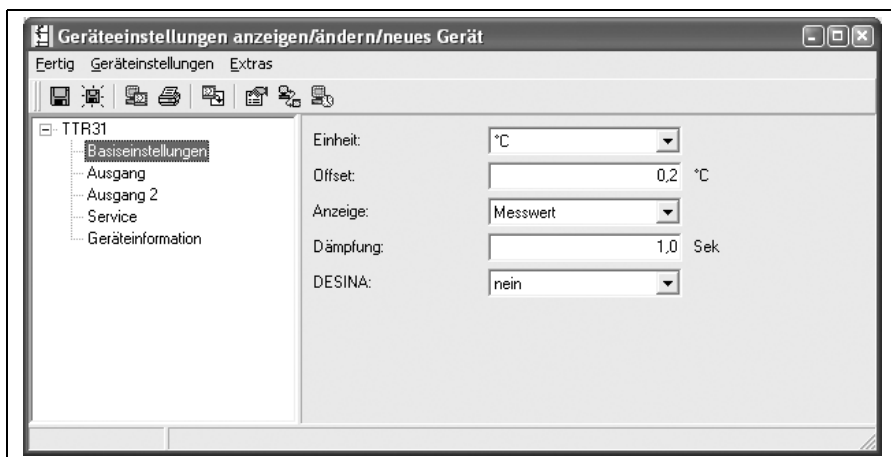 Geräteeinstellungen anzeigen/ändern/neues Gerät
Fertig Geräteinstellungen Extras
TTR31
Basiseinstellungen
Ausgang
Ausgang 2
Service
Geräteinformation
Einheit: °C
Offset: 0,2 °C
Anzeige: Messwert
Dämpfung: 1,0 Sek
DESINA: nein